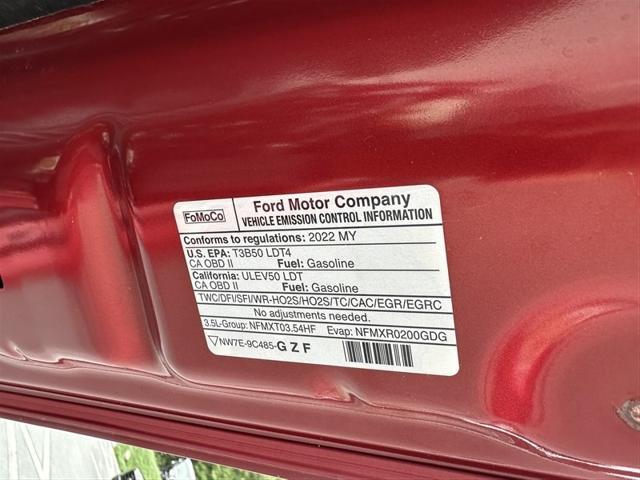 FoMoCo
Ford Motor Company
VEHICLE EMISSION CONTROL INFORMATION
Conforms to regulations: 2022 MY
U.S. EPA: T3B50 LDT4
CA OBD II Fuel: Gasoline
California: ULEV50 LDT
CA OBD II Fuel: Gasoline
TWC/DFI/SFI/WR-HO2S/HO2S/TC/CAC/EGR/EGRC
No adjustments needed.
3.5L-Group: NFMXT03.54HF Evap: NFMXR0200GDG
NW7E-9C485-G Z F